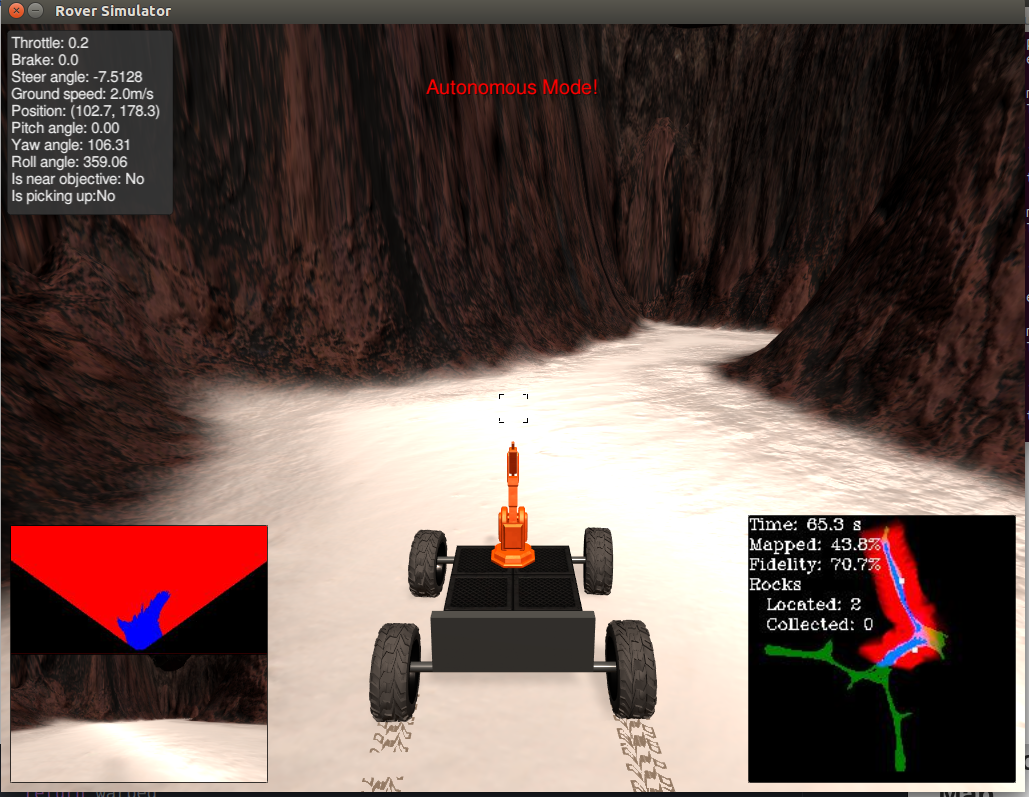 Rover Simulator
Throttle: 0.2
Brake: 0.0
Steer angle: -7.5128
Ground speed: 2.0m/s
Position: (102.7, 178.3)
Pitch angle: 0.00
Yaw angle: 106.31
Roll angle: 359.06
Is near objective: No
Is picking up:No
Autonomous Mode!
Time: 65.3 s
Mapped: 43.8%
Fidelity: 70.7%
Rocks
Located: 2
Collected: 0